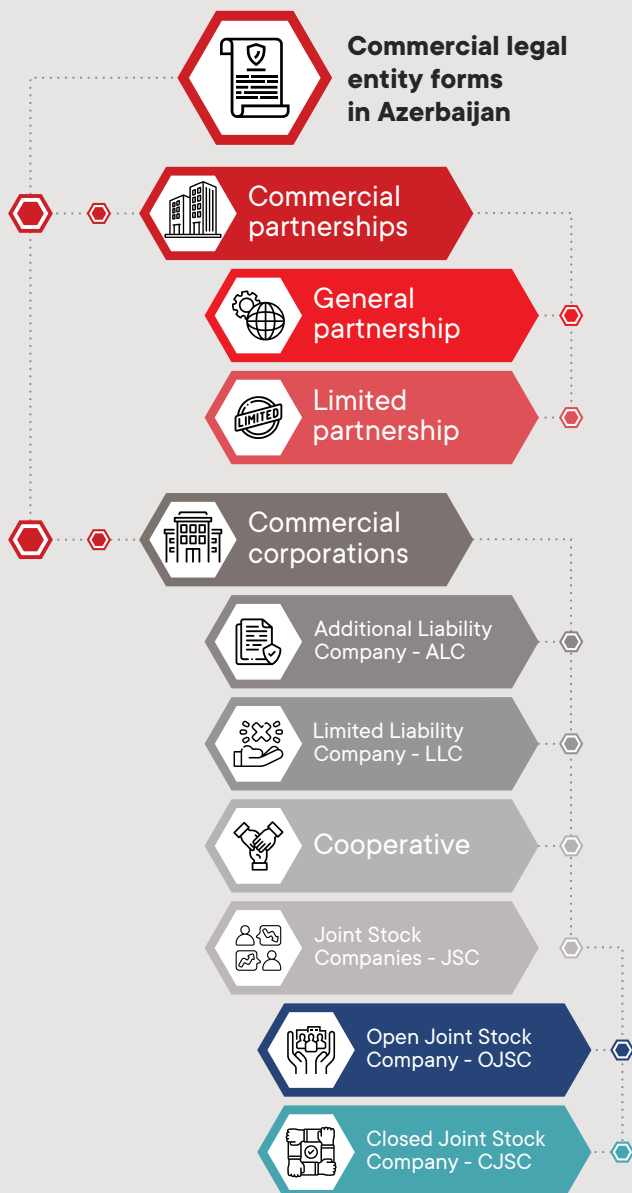 Commercial legal
entity forms
in Azerbaijan
Commercial
partnerships
General
partnership
LIMITED
Limited
partnership
Commercial
corporations
Additional Liability
Company - ALC
Limited Liability
Company - LLC
Cooperative
Joint Stock
Companies - JSC
Open Joint Stock
Company - OJSC
Closed Joint Stock
Company - CJSC